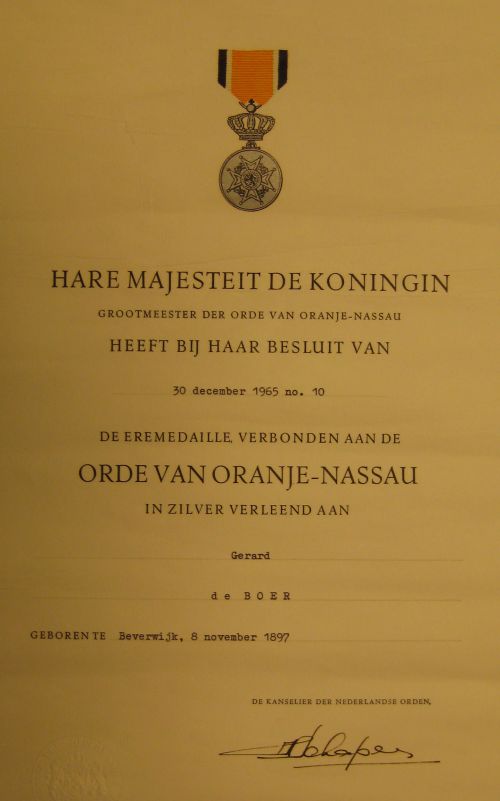 HARE MAJESTEIT DE KONINGIN
GROOTMEESTER DER ORDE VAN ORANJE-NASSAU
HEEFT BIJ HAAR BESLUIT VAN
30 december 1965 no. 10
DE EREMEDAILLE, VERBONDEN AAN DE
ORDE VAN ORANJE-NASSAU
IN ZILVER VERLEEND AAN
Gerard
de BOER
GEBOREN TE Beverwijk, 8 november 1897
DE KANSELIER DER NEDERLANDSE ORDEN,